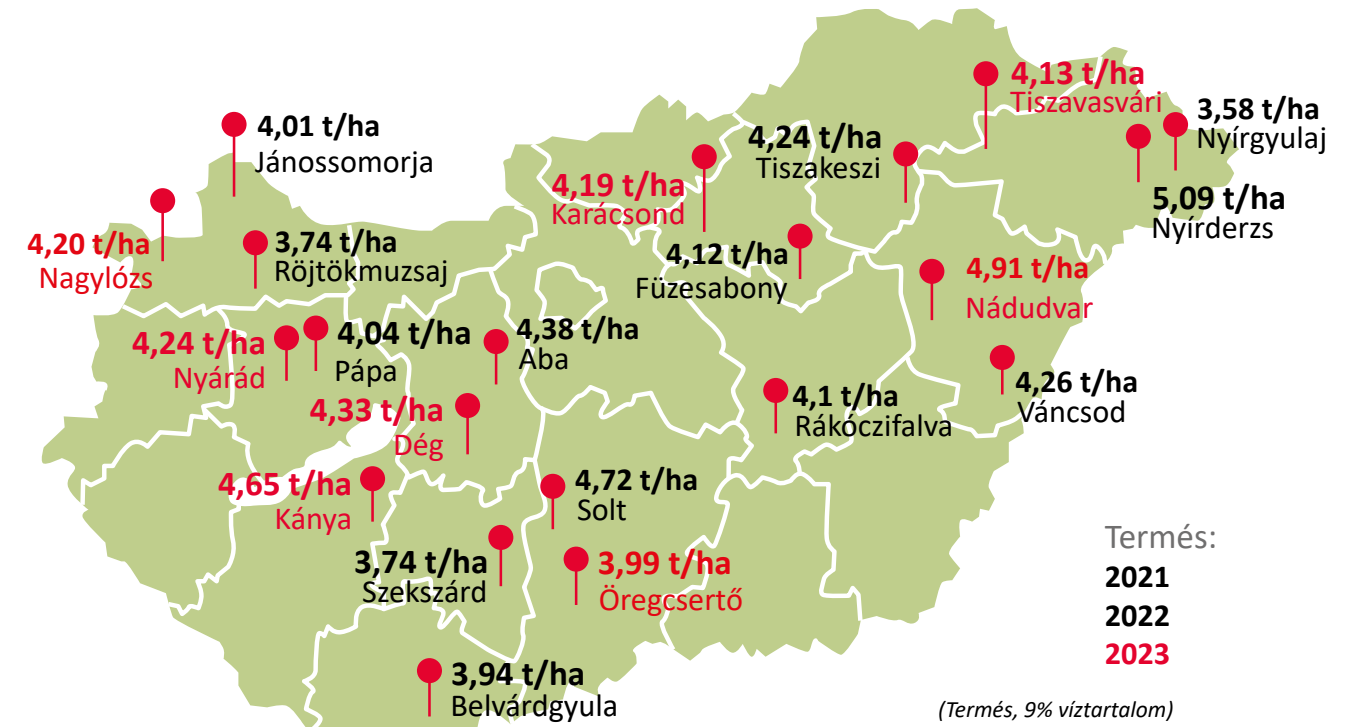 4,13 t/ha
Tiszavasvári
3,58 t/ha
Nyírgyulaj
4,01 t/ha
Jánossomorja
4,24 t/ha
Tiszakeszi
4,19 t/ha
Karácsond
5,09 t/ha
Nyírderzs
4,20 t/ha
Nagylózs
3,74 t/ha
Röjtökmuzsaj
4,12 t/ha
Füzesabony
4,91 t/ha
Nádudvar
4,24 t/ha
Nyárád
4,04 t/ha
Pápa
4,38 t/ha
Aba
4,33 t/ha
Dég
4,1 t/ha
Rákóczifalva
4,26 t/ha
Váncsod
4,65 t/ha
Kánya
4,72 t/ha
Solt
3,74 t/ha
Szekszárd
3,99 t/ha
Öregcsertő
3,94 t/ha
Belvárdgyula
Termés:
2021
2022
2023
(Termés, 9% víztartalom)